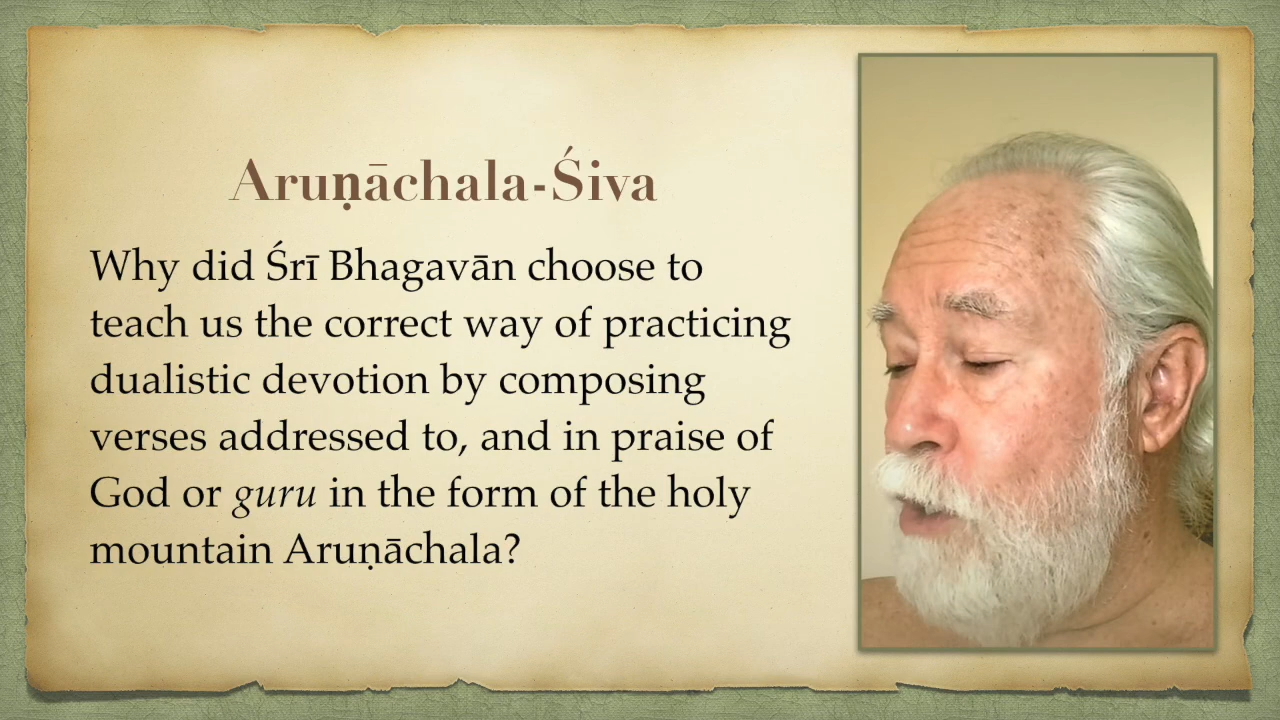 Aruṇāchala-Śiva
Why did Śrī Bhagavān choose to
teach us the correct way of practicing
dualistic devotion by composing
verses addressed to, and in praise of
God or guru in the form of the holy
mountain Aruṇāchala?